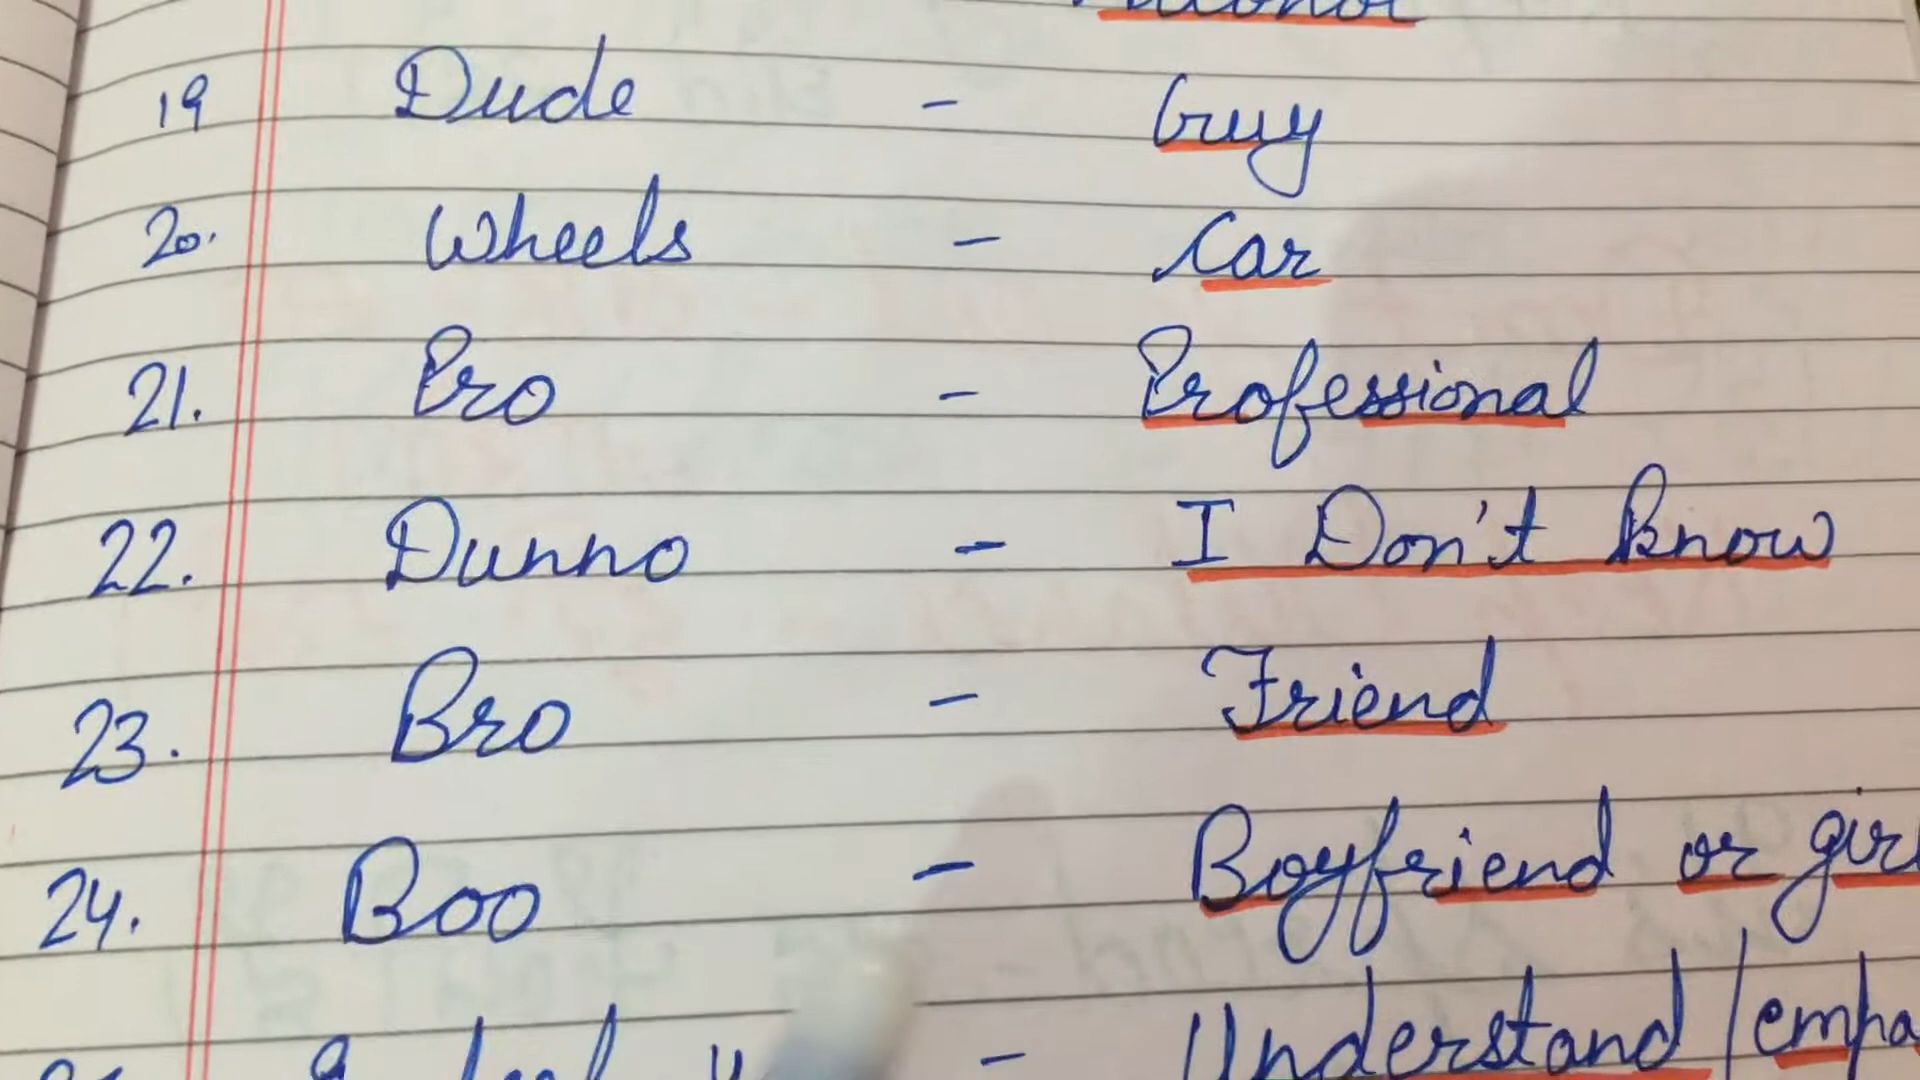 19 Dude - Guy
20. Wheels - Car
21. Pro - Professional
22. Dunno - I Don't know
23. Bro - Friend
24. Boo - Boyfriend or girl
- Understand /empa